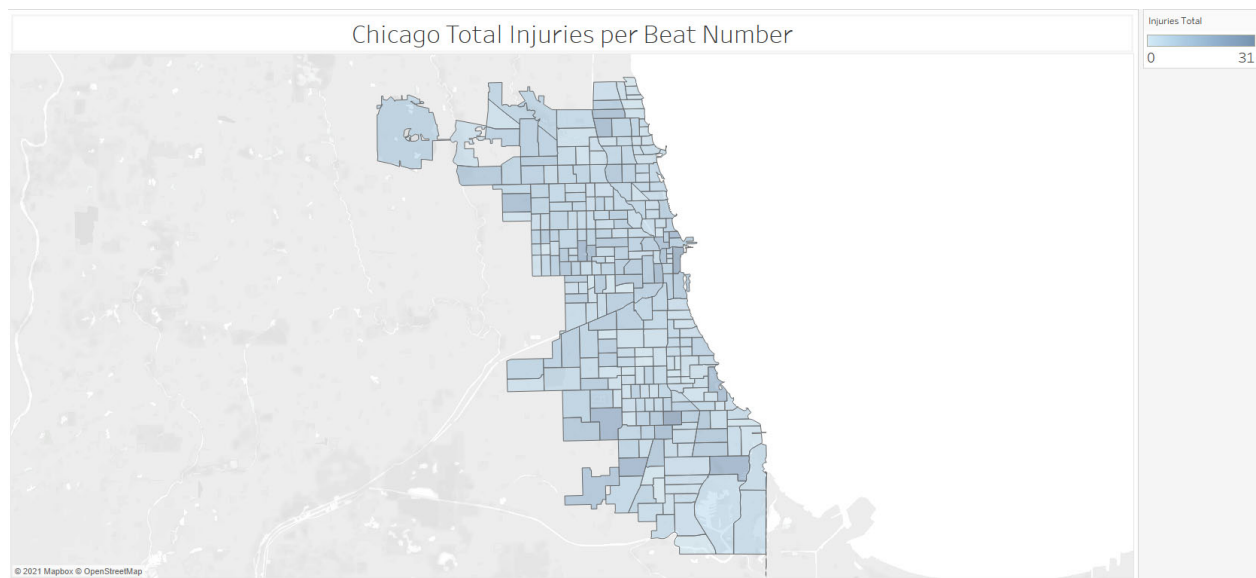 Chicago Total Injuries per Beat Number
Injuries Total
0 31
© 2021 Mapbox © OpenStreetMap